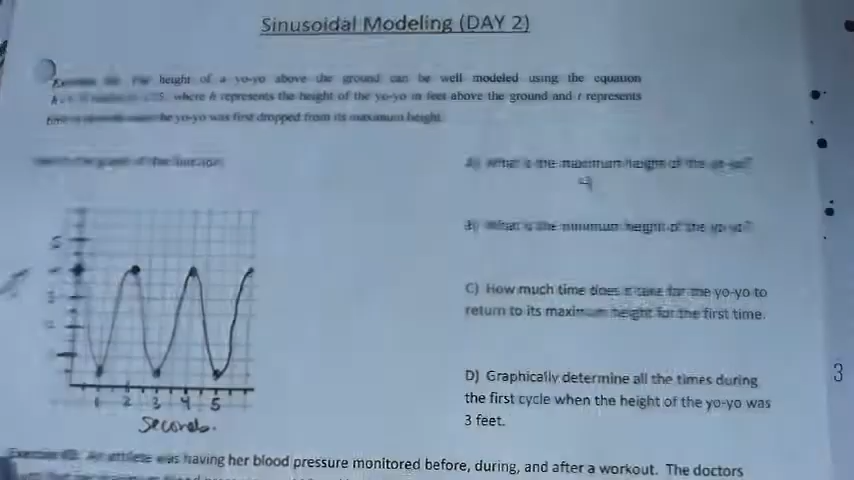 Sinusoidal Modeling (DAY 2)
height of a yo-yo above the ground can be well modeled using the equation
where h represents the height of the yo-yo in feet above the ground and t represents
the yo-yo was first dropped from its maximum height.
A) What is the maximum height of the yo-yo?
4
B) What is the minimum height of the yo-yo?
C) How much time does it take for the yo-yo to
return to its maximum height for the first time.
D) Graphically determine all the times during
the first cycle when the height of the yo-yo was
3 feet.
1 2 3 4 5
Seconds.
3
An athlete was having her blood pressure monitored before, during, and after a workout. The doctors